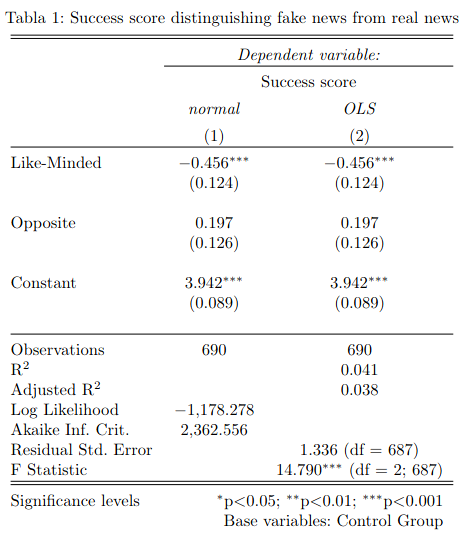 Tabla 1: Success score distinguishing fake news from real news
Dependent variable:
Success score
normal OLS
(1) (2)
Like-Minded −0.456*** −0.456***
(0.124) (0.124)
Opposite 0.197 0.197
(0.126) (0.126)
Constant 3.942*** 3.942***
(0.089) (0.089)
Observations 690 690
R² 0.041
Adjusted R² 0.038
Log Likelihood −1,178.278
Akaike Inf. Crit. 2,362.556
Residual Std. Error 1.336 (df = 687)
F Statistic 14.790*** (df = 2; 687)
Significance levels *p<0.05; **p<0.01; ***p<0.001
Base variables: Control Group